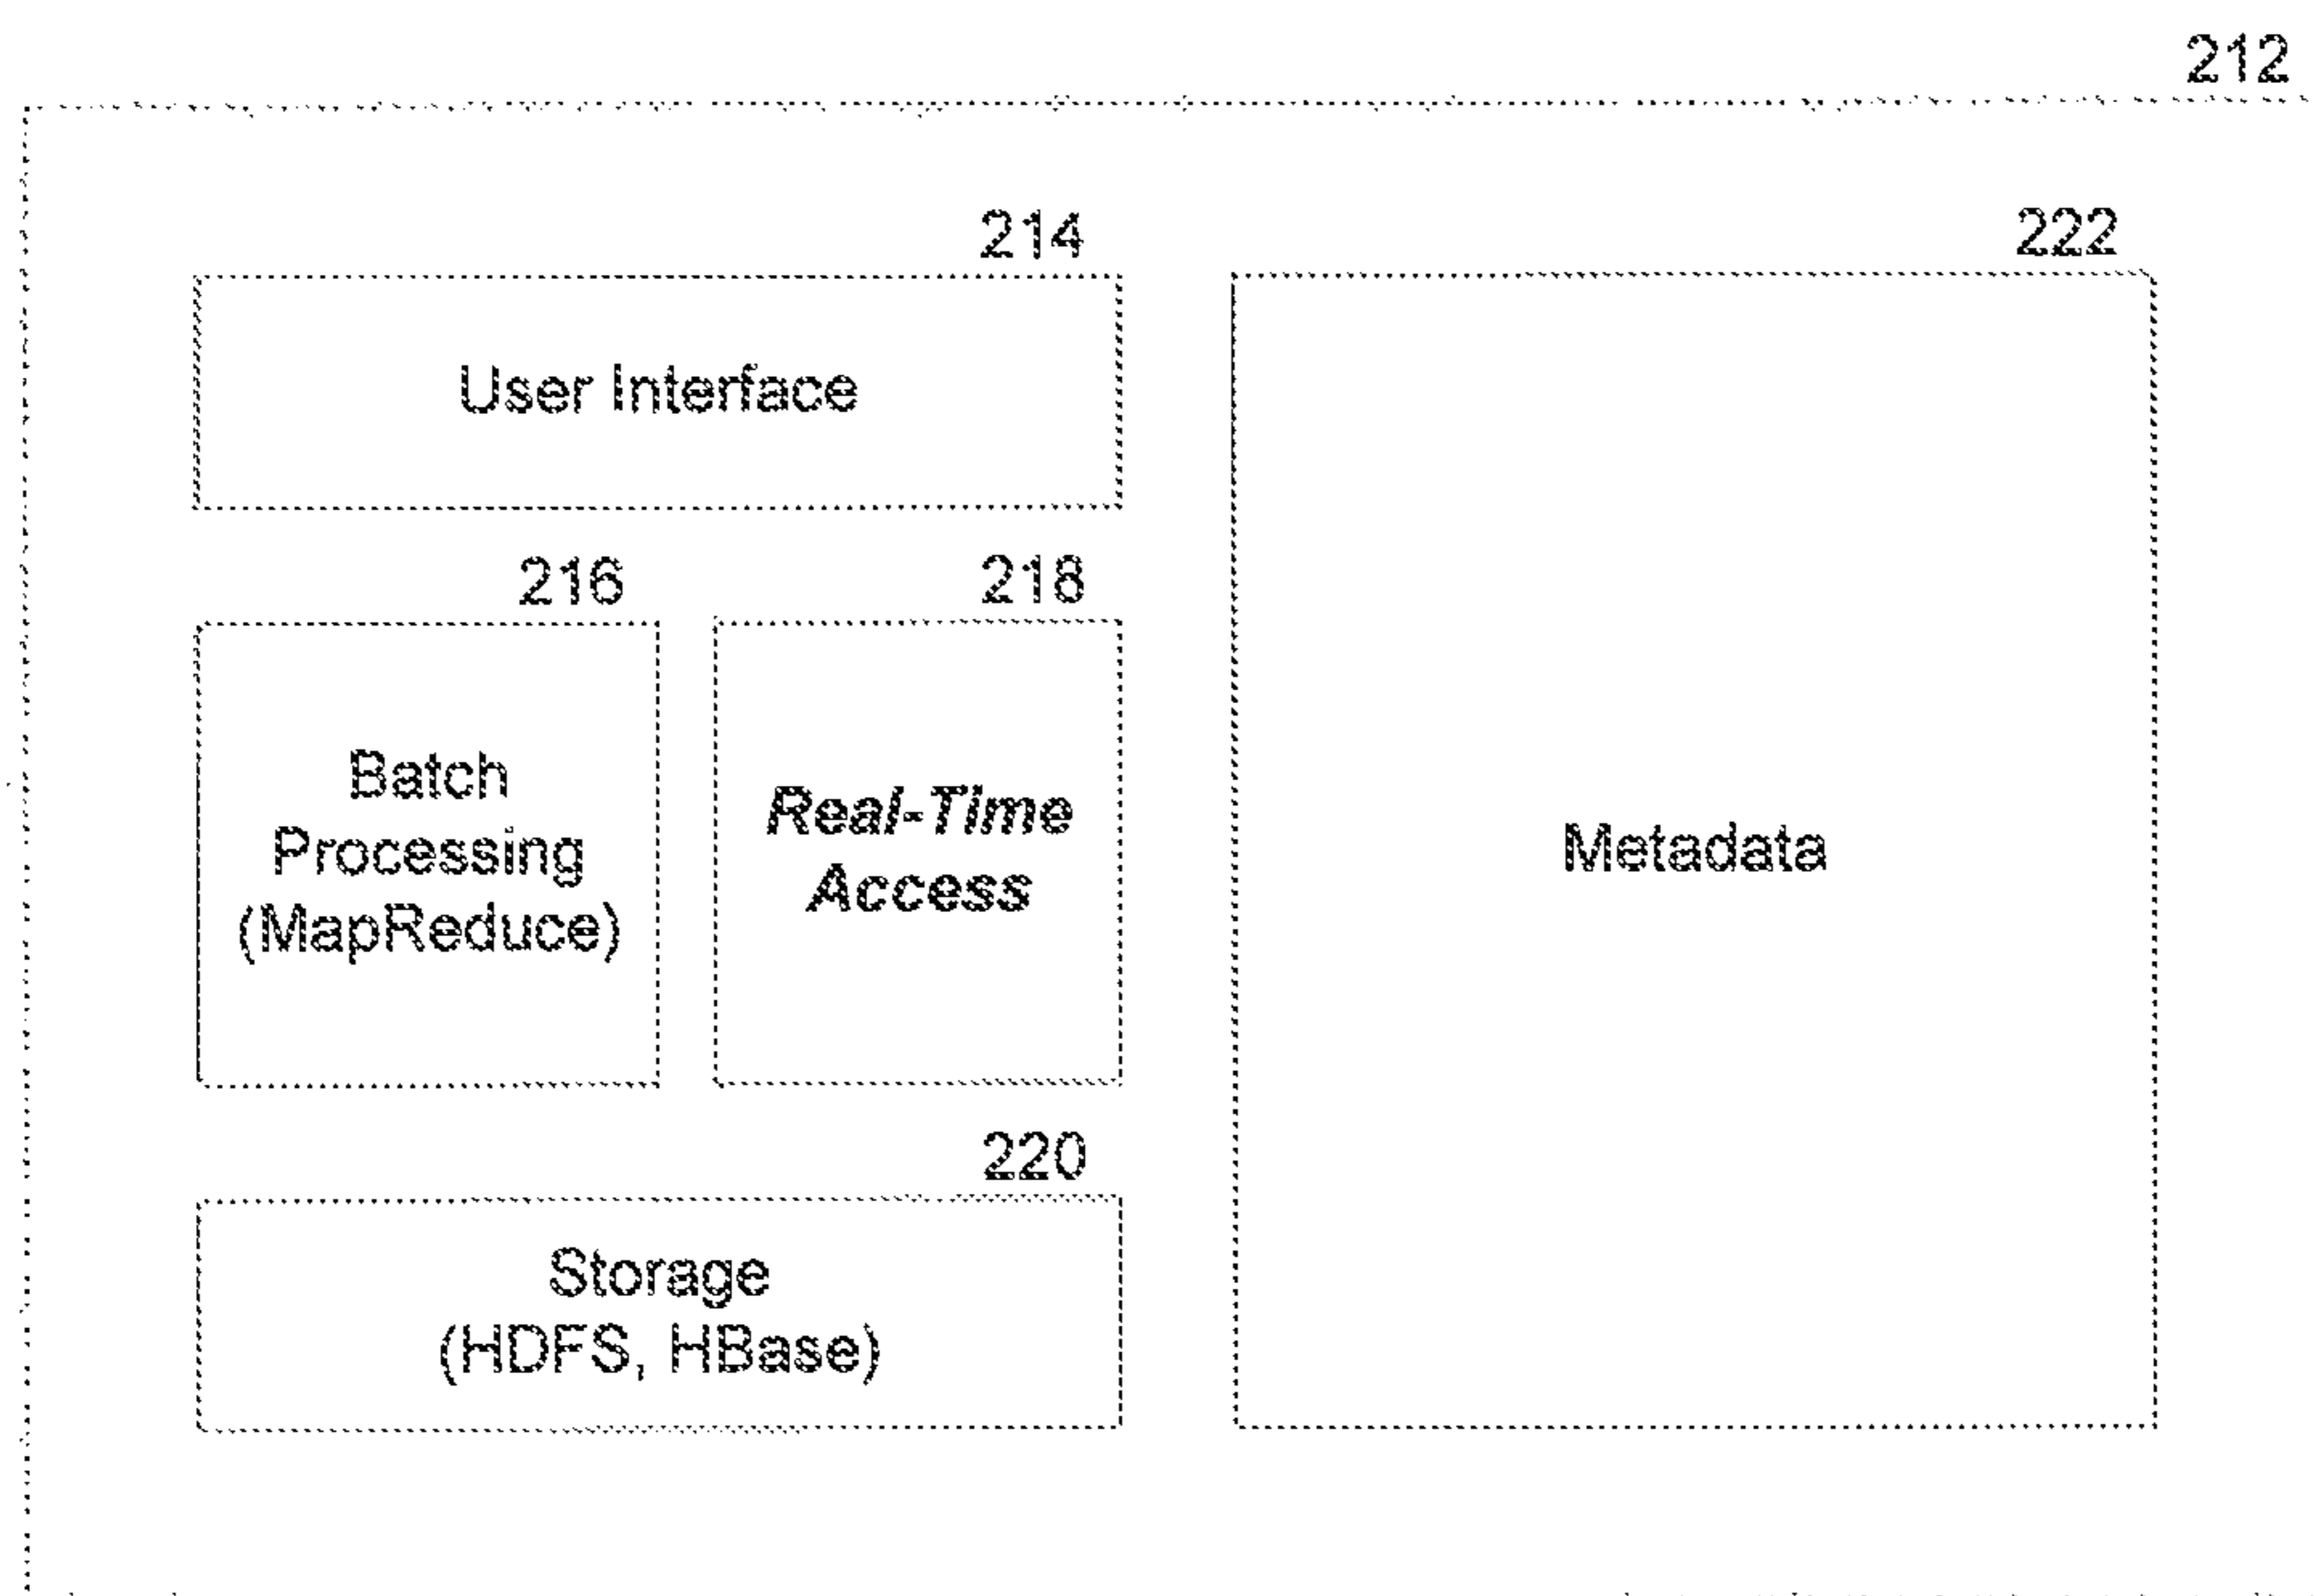 212
214
222
User Interface
216
218
Batch
Processing
(MapReduce)
Real-Time
Access
Metadata
220
Storage
(HDFS, HBase)